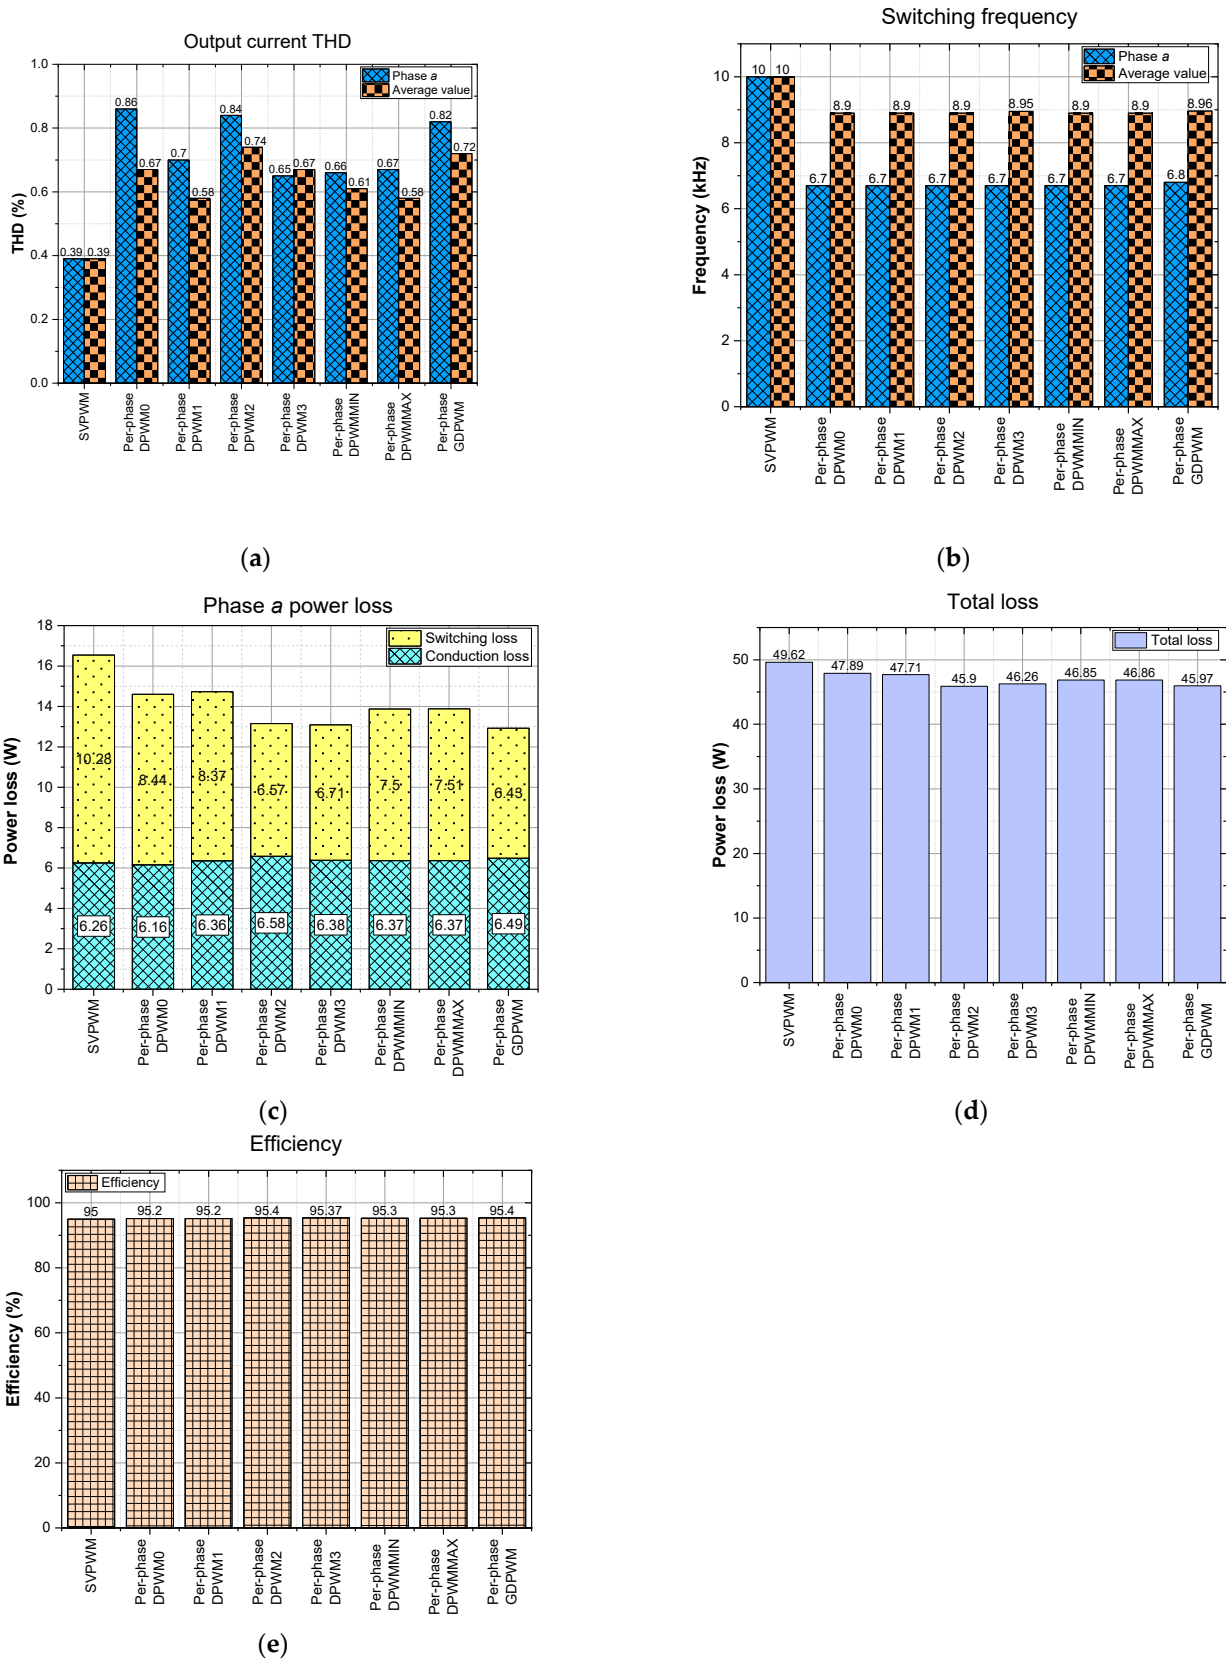 Output current THD
Phase a
Average value
THD (%)
1.0
0.8
0.6
0.4
0.2
0.0
0.39 0.39
0.86 0.67
0.7 0.58
0.84 0.74
0.65 0.67
0.66 0.61
0.67 0.58
0.82 0.72
SVPWM
Per-phase
DPWM0
Per-phase
DPWM1
Per-phase
DPWM2
Per-phase
DPWM3
Per-phase
DPWMMIN
Per-phase
DPWMMAX
Per-phase
GDPWM
(a)
Switching frequency
Phase a
Average value
Frequency (kHz)
10
8
6
4
2
0
10 10
6.7 8.9
6.7 8.9
6.7 8.9
6.7 8.95
6.7 8.9
6.7 8.9
6.8 8.96
SVPWM
Per-phase
DPWM0
Per-phase
DPWM1
Per-phase
DPWM2
Per-phase
DPWM3
Per-phase
DPWMMIN
Per-phase
DPWMMAX
Per-phase
GDPWM
(b)
Phase a power loss
Switching loss
Conduction loss
Power loss (W)
18
16
14
12
10
8
6
4
2
0
10.28 8.44 8.37 6.57 6.71 7.5 7.51 6.43
6.26 6.16 6.36 6.58 6.38 6.37 6.37 6.49
SVPWM
Per-phase
DPWM0
Per-phase
DPWM1
Per-phase
DPWM2
Per-phase
DPWM3
Per-phase
DPWMMIN
Per-phase
DPWMMAX
Per-phase
GDPWM
(c)
Total loss
Total loss
Power loss (W)
50
40
30
20
10
0
49.62 47.89 47.71 45.9 46.26 46.85 46.86 45.97
SVPWM
Per-phase
DPWM0
Per-phase
DPWM1
Per-phase
DPWM2
Per-phase
DPWM3
Per-phase
DPWMMIN
Per-phase
DPWMMAX
Per-phase
GDPWM
(d)
Efficiency
Efficiency
Efficiency (%)
100
80
60
40
20
0
95 95.2 95.2 95.4 95.37 95.3 95.3 95.4
SVPWM
Per-phase
DPWM0
Per-phase
DPWM1
Per-phase
DPWM2
Per-phase
DPWM3
Per-phase
DPWMMIN
Per-phase
DPWMMAX
Per-phase
GDPWM
(e)